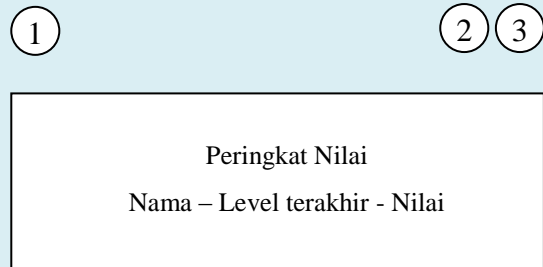 1 2 3
Peringkat Nilai
Nama – Level terakhir - Nilai